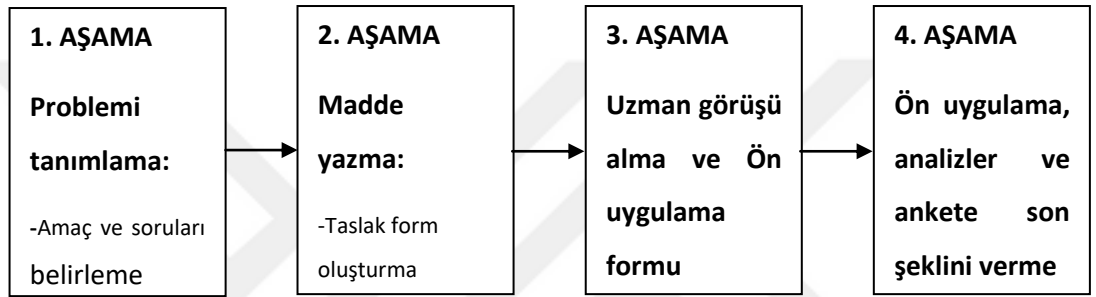 1. AŞAMA
Problemi
tanımlama:
-Amaç ve soruları
belirleme
2. AŞAMA
Madde
yazma:
-Taslak form
oluşturma
3. AŞAMA
Uzman görüşü
alma ve Ön
uygulama
formu
4. AŞAMA
Ön uygulama,
analizler ve
ankete son
şeklini verme